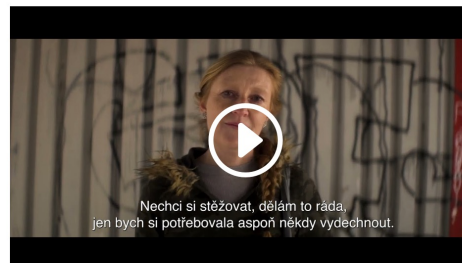 Nechci si stěžovat, dělám to ráda,
jen bych si potřebovala aspoň někdy vydechnout.